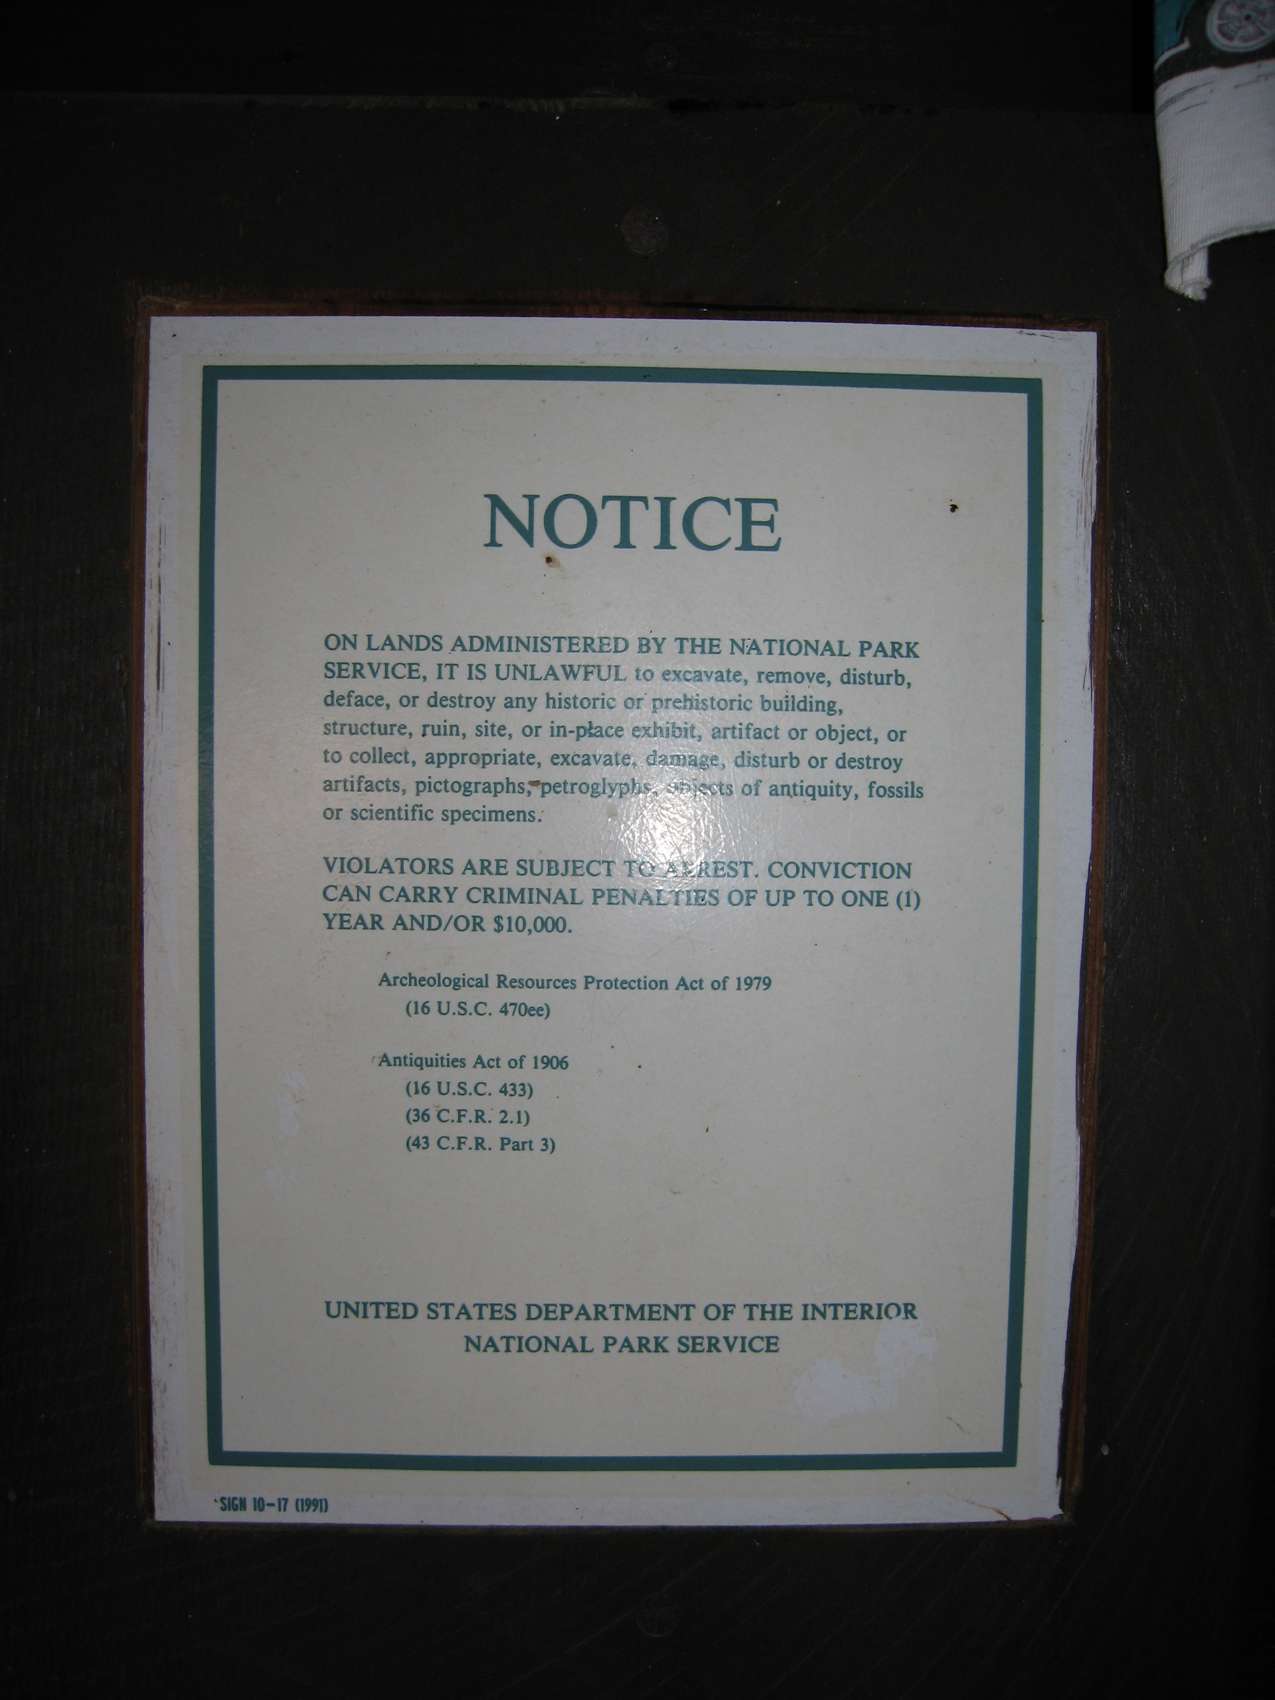 NOTICE
ON LANDS ADMINISTERED BY THE NATIONAL PARK
SERVICE, IT IS UNLAWFUL to excavate, remove, disturb,
deface, or destroy any historic or prehistoric building,
structure, ruin, site, or in-place exhibit, artifact or object, or
to collect, appropriate, excavate, damage, disturb or destroy
artifacts, pictographs, petroglyphs, objects of antiquity, fossils
or scientific specimens.
VIOLATORS ARE SUBJECT TO ARREST. CONVICTION
CAN CARRY CRIMINAL PENALTIES OF UP TO ONE (1)
YEAR AND/OR $10,000.
Archeological Resources Protection Act of 1979
(16 U.S.C. 470ee)
Antiquities Act of 1906
(16 U.S.C. 433)
(36 C.F.R. 2.1)
(43 C.F.R. Part 3)
UNITED STATES DEPARTMENT OF THE INTERIOR
NATIONAL PARK SERVICE
SIGN 10-17 (1991)